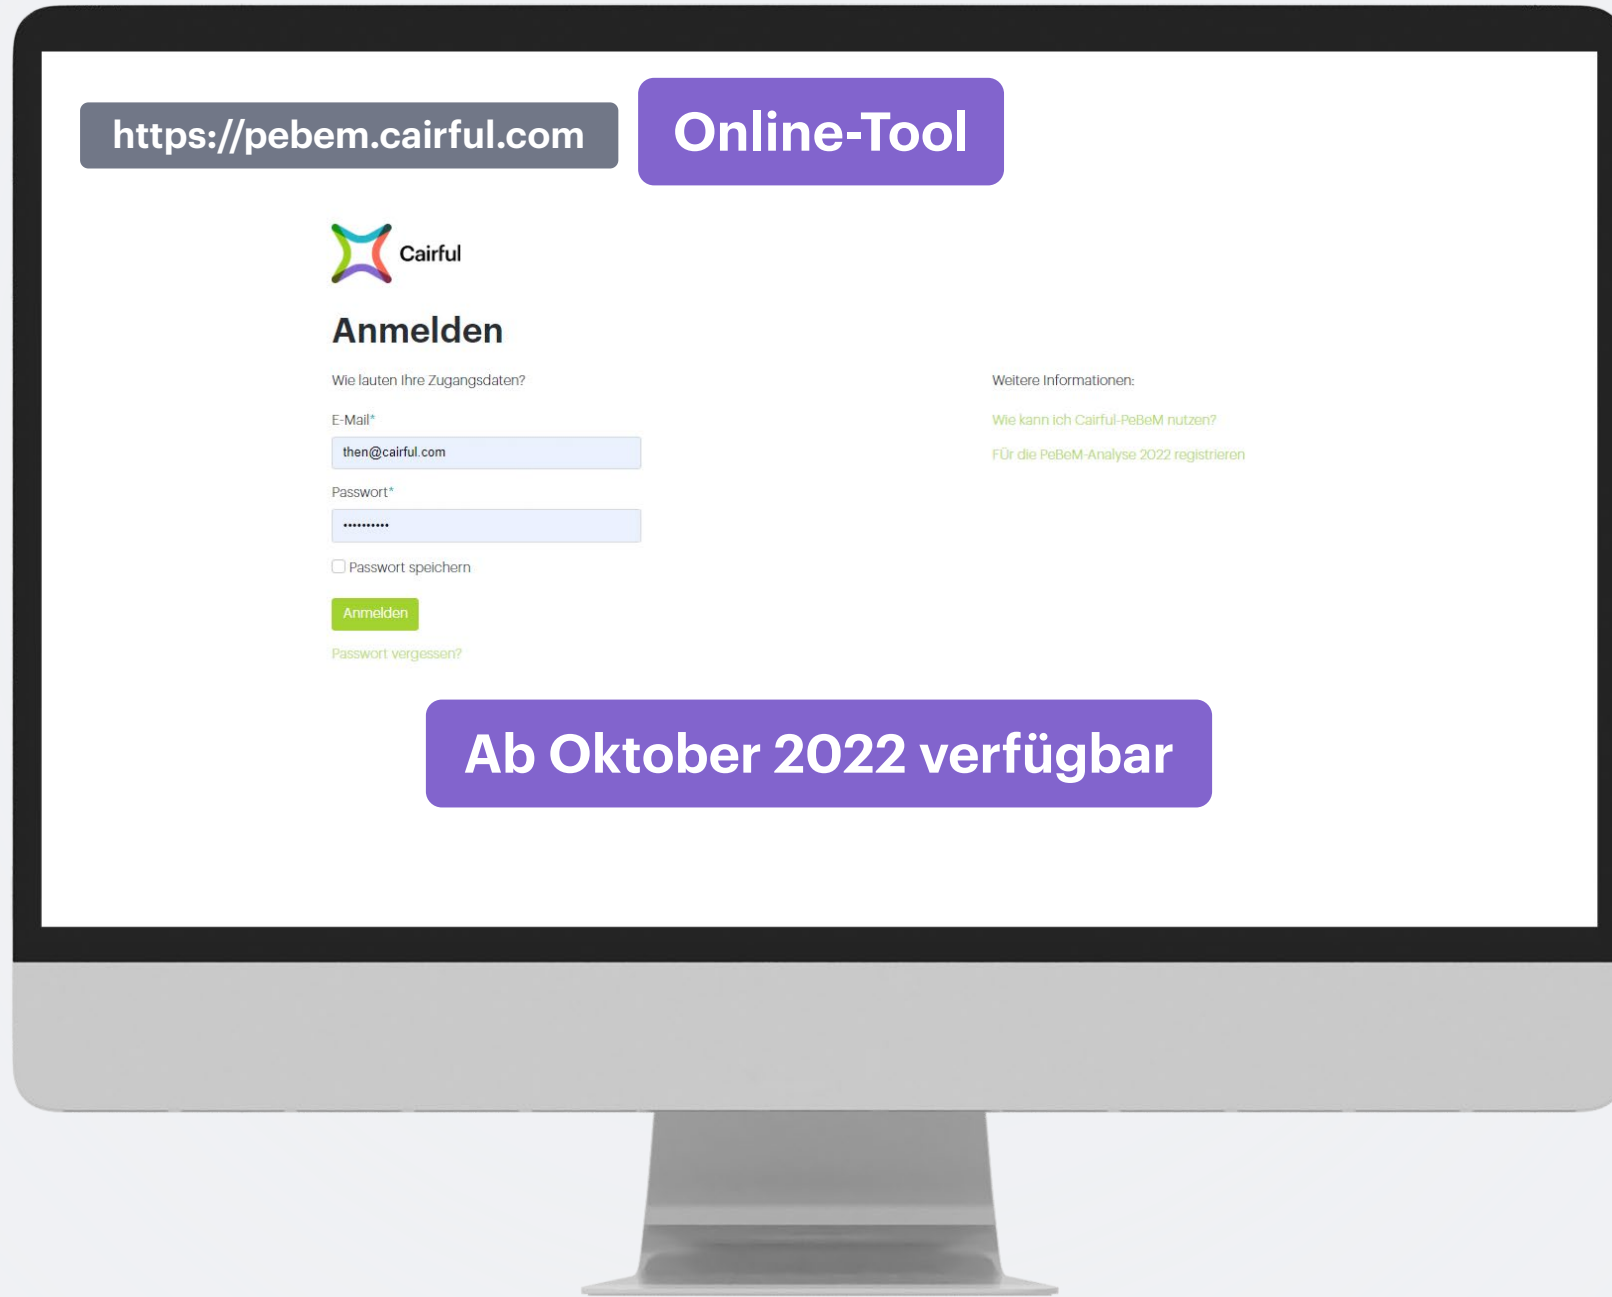 https://pebem.cairful.com
Online-Tool
Cairful
Anmelden
Wie lauten Ihre Zugangsdaten?
E-Mail*
then@cairful.com
Passwort*
••••••••••
Passwort speichern
Anmelden
Passwort vergessen?
Weitere Informationen:
Wie kann ich Cairful-PeBeM nutzen?
FÜr die PeBeM-Analyse 2022 registrieren
Ab Oktober 2022 verfügbar